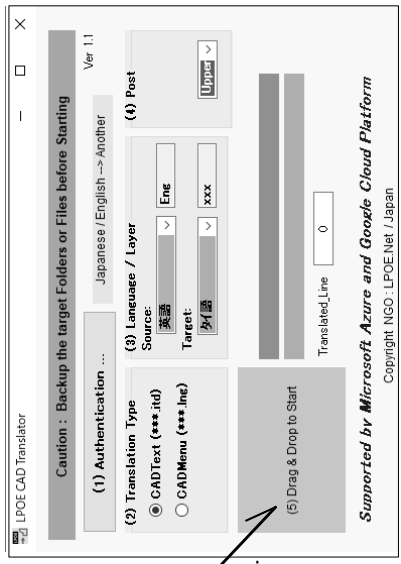 LPOE CAD Translator
Caution : Backup the target Folders or Files before Starting
Ver 1.1
(1) Authentication ...
Japanese / English --> Another
(2) Translation Type
CADText (***.itd)
CADMenu (***.lng)
(3) Language / Layer
Source:
英語
Eng
Target:
タイ語
xxx
(4) Post
Upper
(5) Drag & Drop to Start
Translated_Line
0
Supported by Microsoft Azure and Google Cloud Platform
Copyright NGO : LPOE.Net / Japan